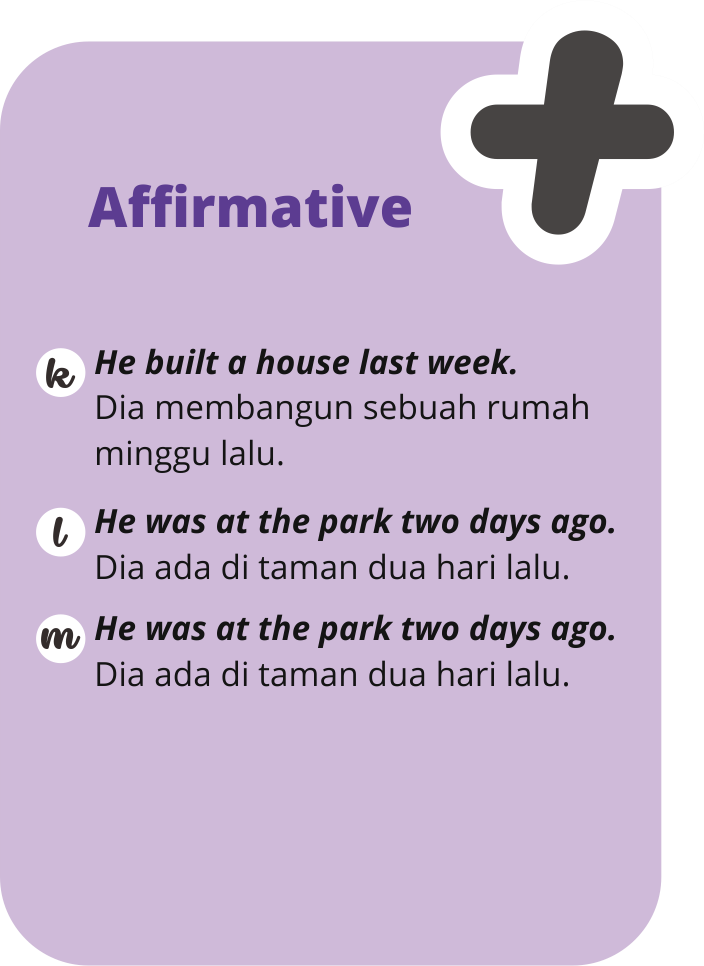 Affirmative
k He built a house last week.
Dia membangun sebuah rumah
minggu lalu.
l He was at the park two days ago.
Dia ada di taman dua hari lalu.
m He was at the park two days ago.
Dia ada di taman dua hari lalu.